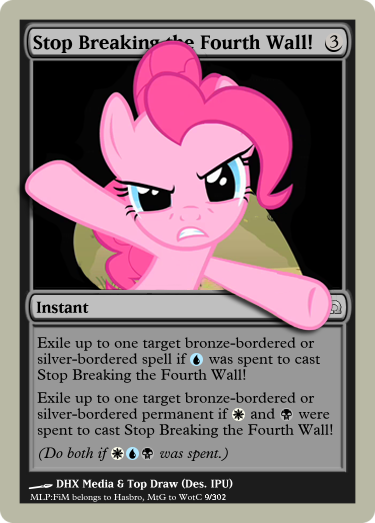 Stop Breaking the Fourth Wall! 3
Instant
Exile up to one target bronze-bordered or
silver-bordered spell if was spent to cast
Stop Breaking the Fourth Wall!
Exile up to one target bronze-bordered or
silver-bordered permanent if and were
spent to cast Stop Breaking the Fourth Wall!
(Do both if was spent.)
DHX Media & Top Draw (Des. IPU)
MLP:FiM belongs to Hasbro, MtG to WotC 9/302